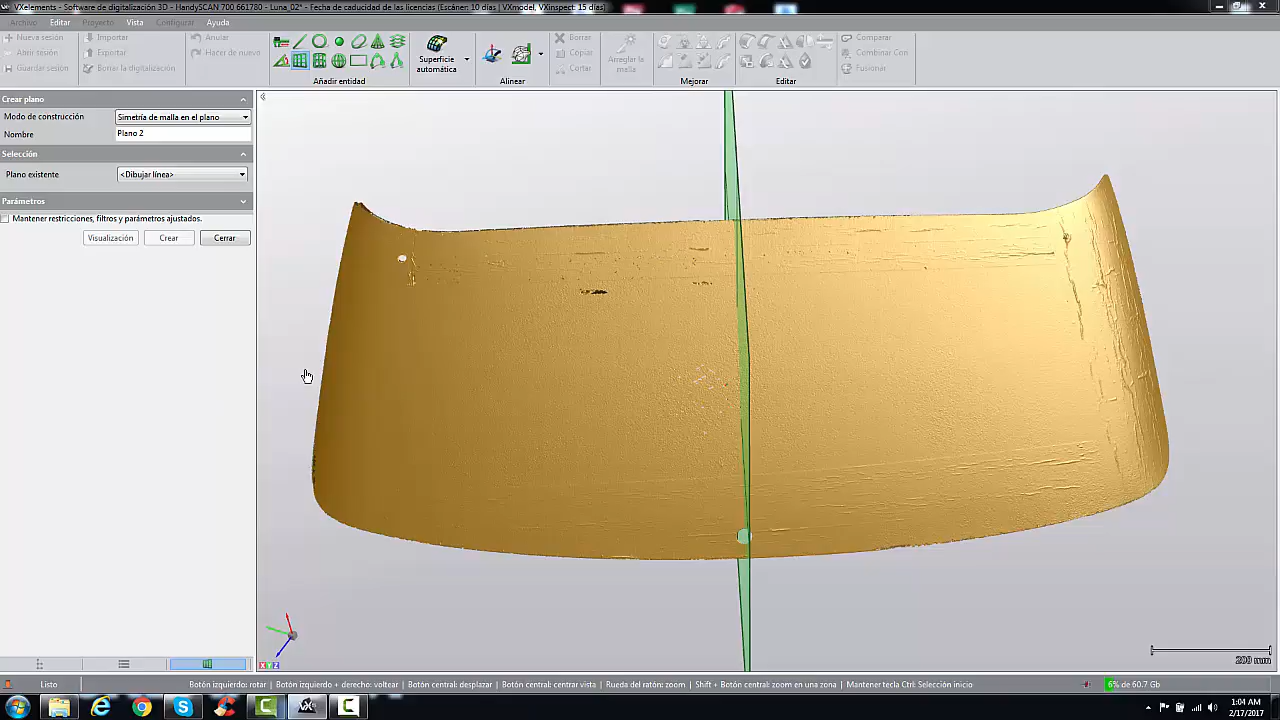 VXelements - Software de digitalización 3D - HandySCAN 700 661780 - Luna_02* - Fecha de caducidad de las licencias (Escáner: 10 días) (VXmodel, VXinspect: 15 días)
Archivo Editar Proyecto Vista Configurar Ayuda
Nueva sesión Importar Anular Borrar Comparar
Abrir sesión Exportar Hacer de nuevo Superficie automática Copiar Arreglar la malla Combinar Con
Guardar sesión Borrar la digitalización Cortar Fusionar
Añadir entidad Alinear Mejorar Editar
Crear plano
Modo de construcción Simetría de malla en el plano
Nombre Plano 2
Selección
Plano existente <Dibujar línea>
Parámetros
Mantener restricciones, filtros y parámetros ajustados.
Visualización Crear Cerrar
X Y Z
200 mm
Listo Botón izquierdo: rotar | Botón izquierdo + derecho: voltear | Botón central: desplazar | Botón central: centrar vista | Rueda del ratón: zoom | Shift + Botón central: zoom en una zona | Mantener tecla Ctrl: Selección inicio 6% de 60.7 Gb
1:04 AM
2/17/2017